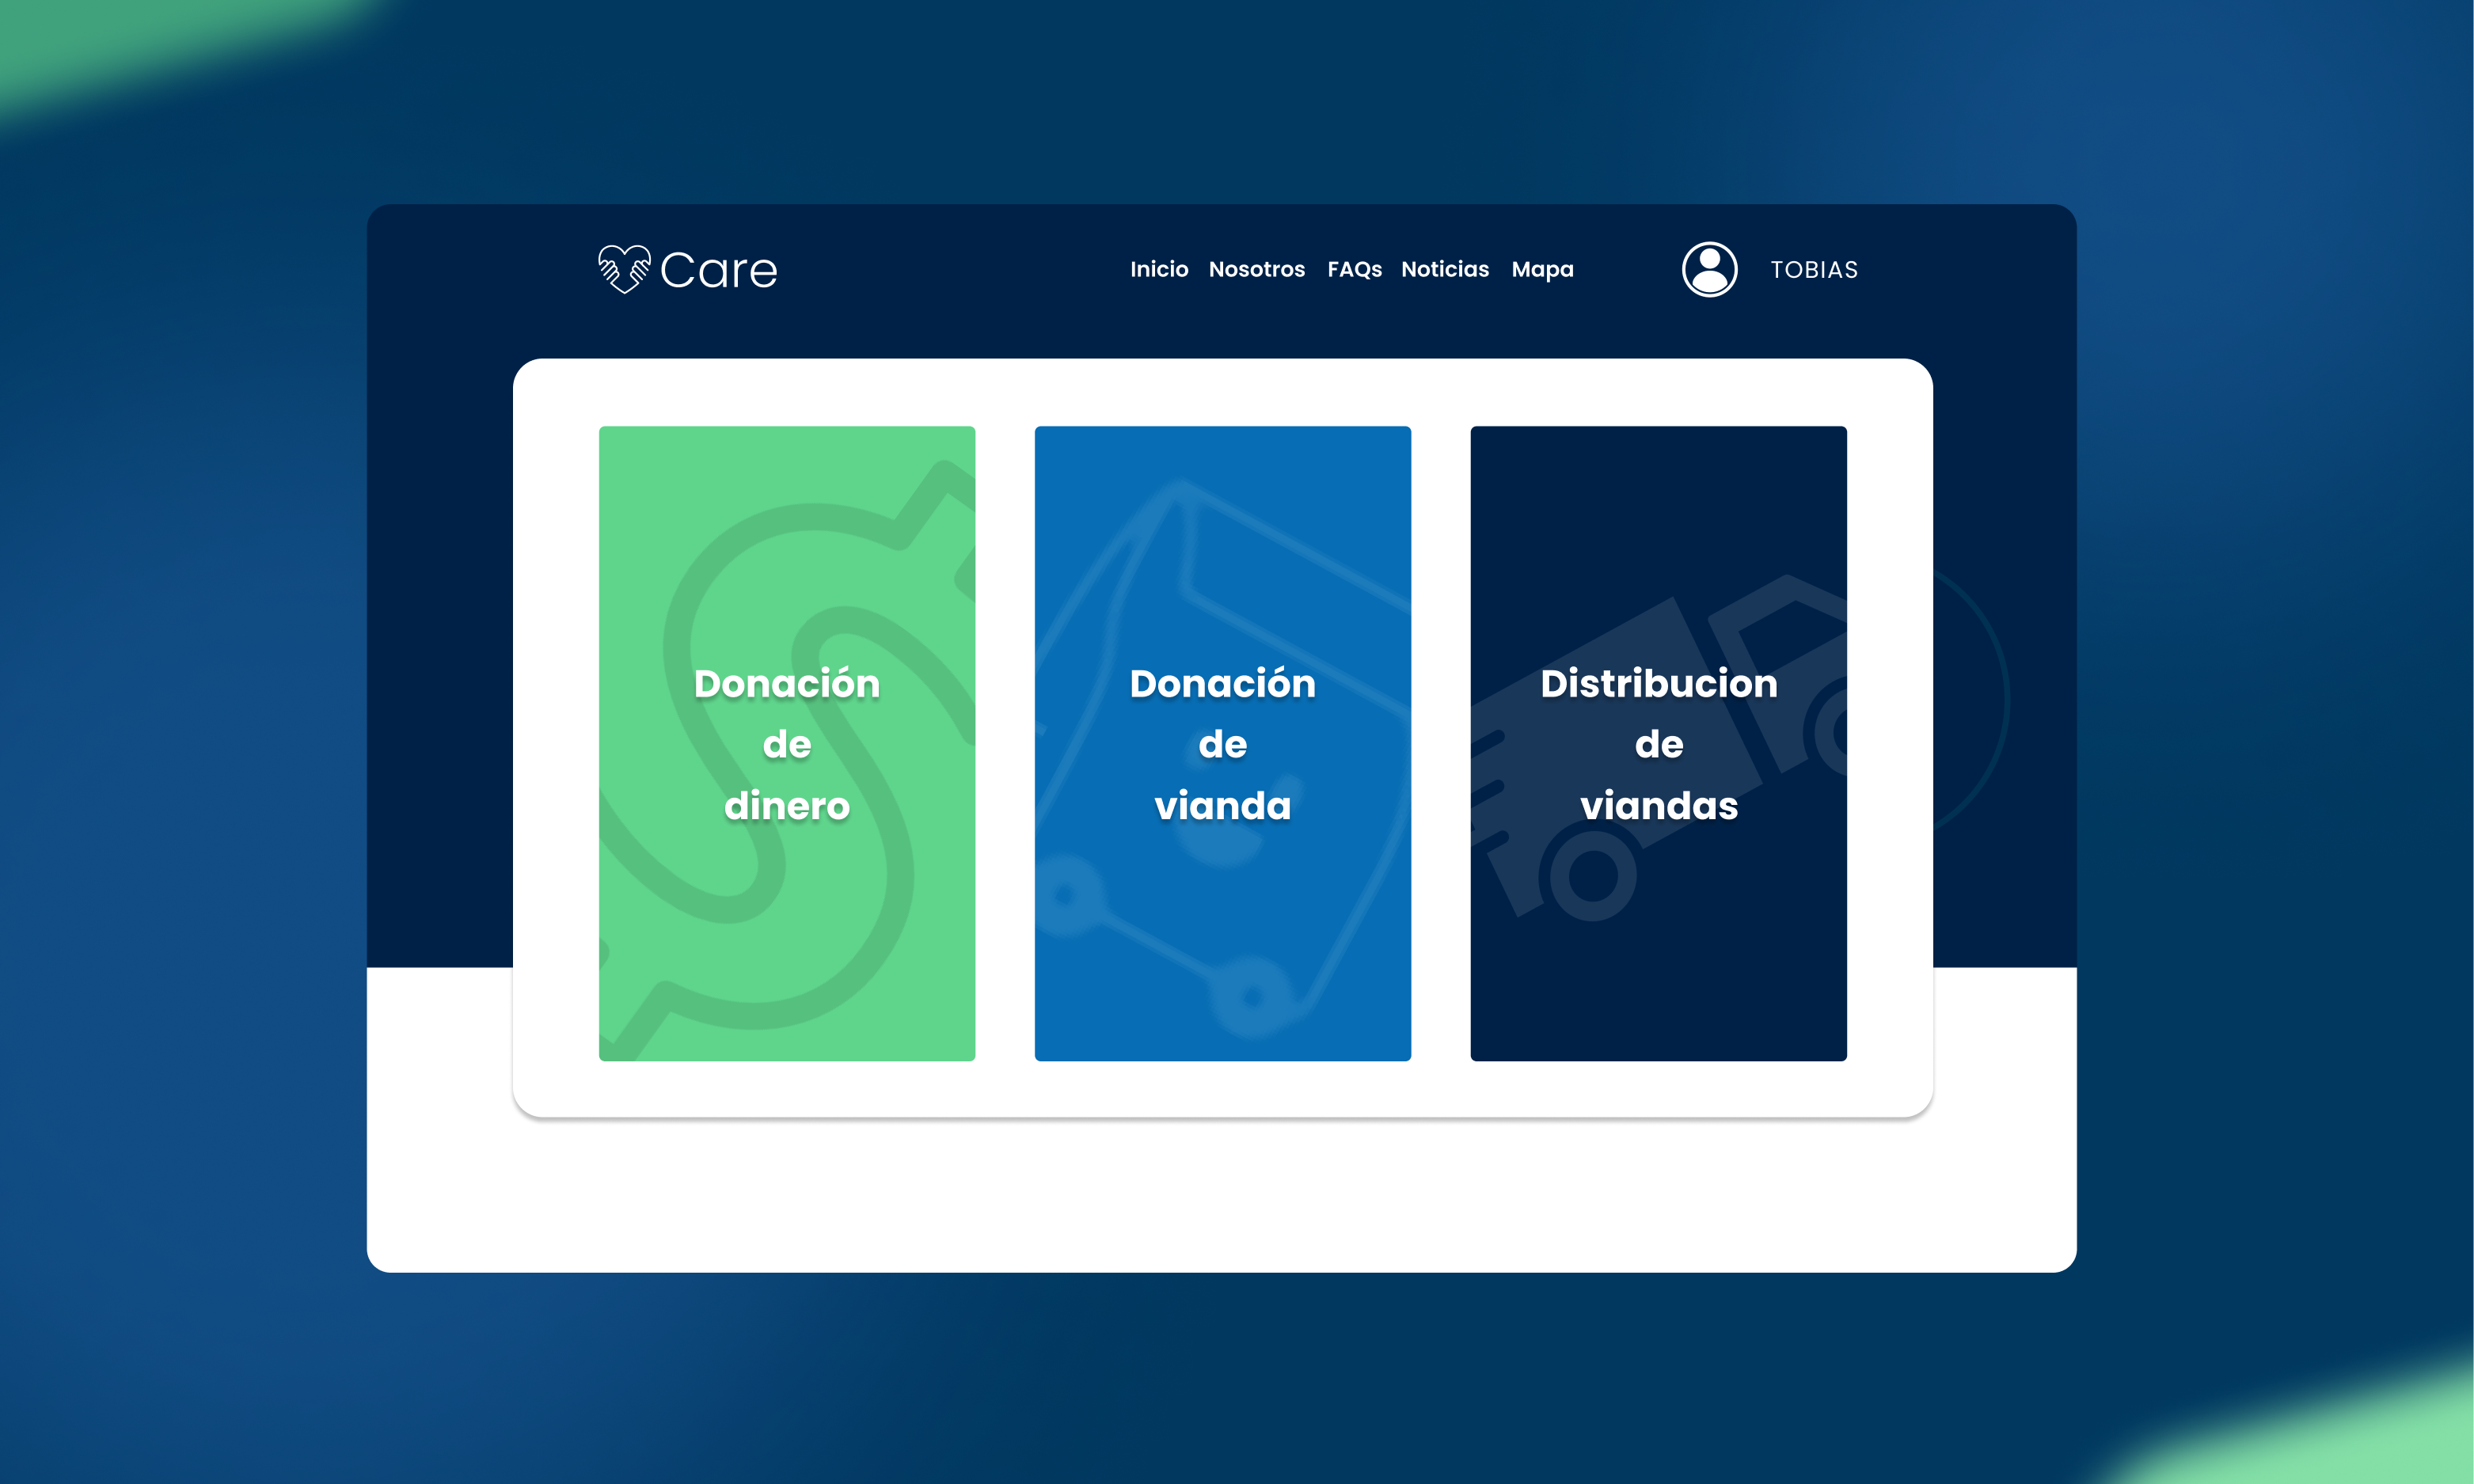 Care
Inicio Nosotros FAQs Noticias Mapa
TOBIAS
Donación
de
dinero
Donación
de
vianda
Distribucion
de
viandas